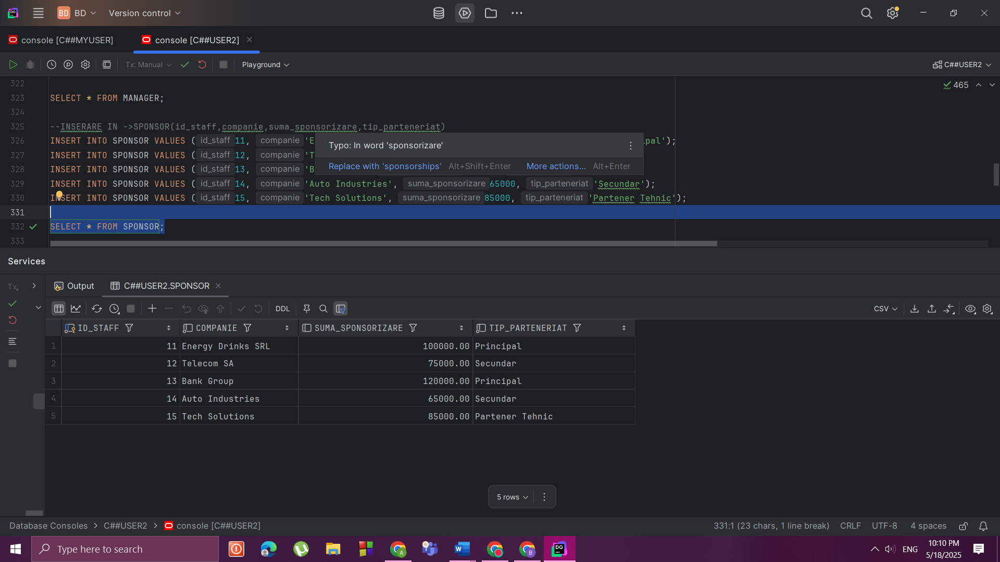 BD BD Version control
console [C##MYUSER] console [C##USER2]
Tx: Manual Playground C##USER2
322
465
323 SELECT * FROM MANAGER;
324
325 --INSERARE IN ->SPONSOR(id_staff,companie,suma_sponsorizare,tip_parteneriat)
326 INSERT INTO SPONSOR VALUES ( id_staff 11, companie 'E pal');
Typo: In word 'sponsorizare'
327 INSERT INTO SPONSOR VALUES ( id_staff 12, companie 'T
Replace with 'sponsorships' Alt+Shift+Enter More actions... Alt+Enter
328 INSERT INTO SPONSOR VALUES ( id_staff 13, companie 'B
329 INSERT INTO SPONSOR VALUES ( id_staff 14, companie 'Auto Industries', suma_sponsorizare 65000, tip_parteneriat 'Secundar');
330 INSERT INTO SPONSOR VALUES ( id_staff 15, companie 'Tech Solutions', suma_sponsorizare 85000, tip_parteneriat 'Partener Tehnic');
331
332 SELECT * FROM SPONSOR;
333
Services
Tx Output C##USER2.SPONSOR
DDL CSV
ID_STAFF COMPANIE SUMA_SPONSORIZARE TIP_PARTENERIAT
1 11 Energy Drinks SRL 100000.00 Principal
2 12 Telecom SA 75000.00 Secundar
3 13 Bank Group 120000.00 Principal
4 14 Auto Industries 65000.00 Secundar
5 15 Tech Solutions 85000.00 Partener Tehnic
5 rows
Database Consoles > C##USER2 > console [C##USER2] 331:1 (23 chars, 1 line break) CRLF UTF-8 4 spaces
Type here to search
ENG
10:10 PM
5/18/2025